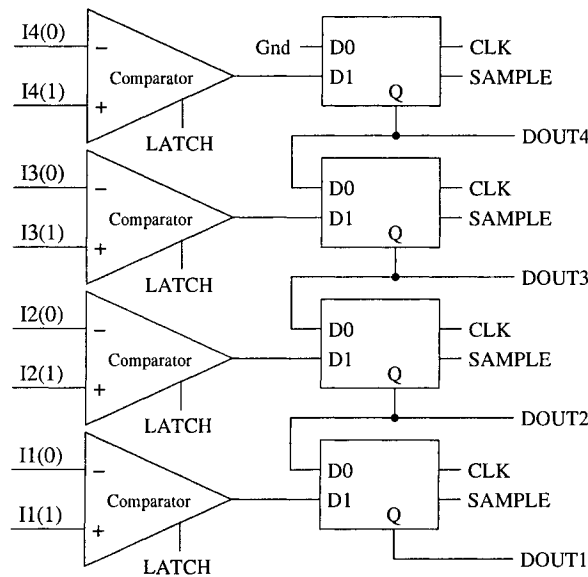 I4(0)
−
Comparator
I4(1)
+
LATCH
Gnd
D0
D1
Q
CLK
SAMPLE
DOUT4
I3(0)
−
Comparator
I3(1)
+
LATCH
D0
D1
Q
CLK
SAMPLE
DOUT3
I2(0)
−
Comparator
I2(1)
+
LATCH
D0
D1
Q
CLK
SAMPLE
DOUT2
I1(0)
−
Comparator
I1(1)
+
LATCH
D0
D1
Q
CLK
SAMPLE
DOUT1